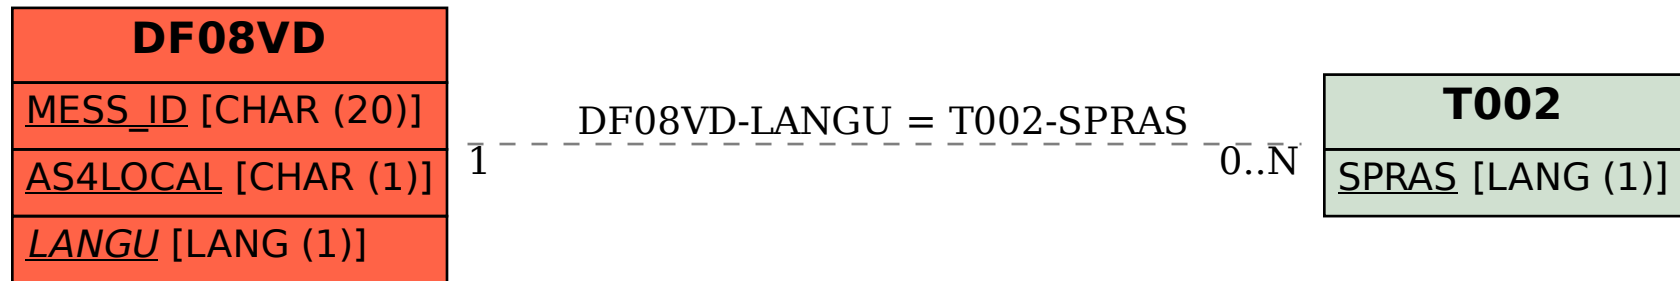 DF08VD
MESS_ID [CHAR (20)]
AS4LOCAL [CHAR (1)]
LANGU [LANG (1)]
DF08VD-LANGU = T002-SPRAS
1
0..N
T002
SPRAS [LANG (1)]